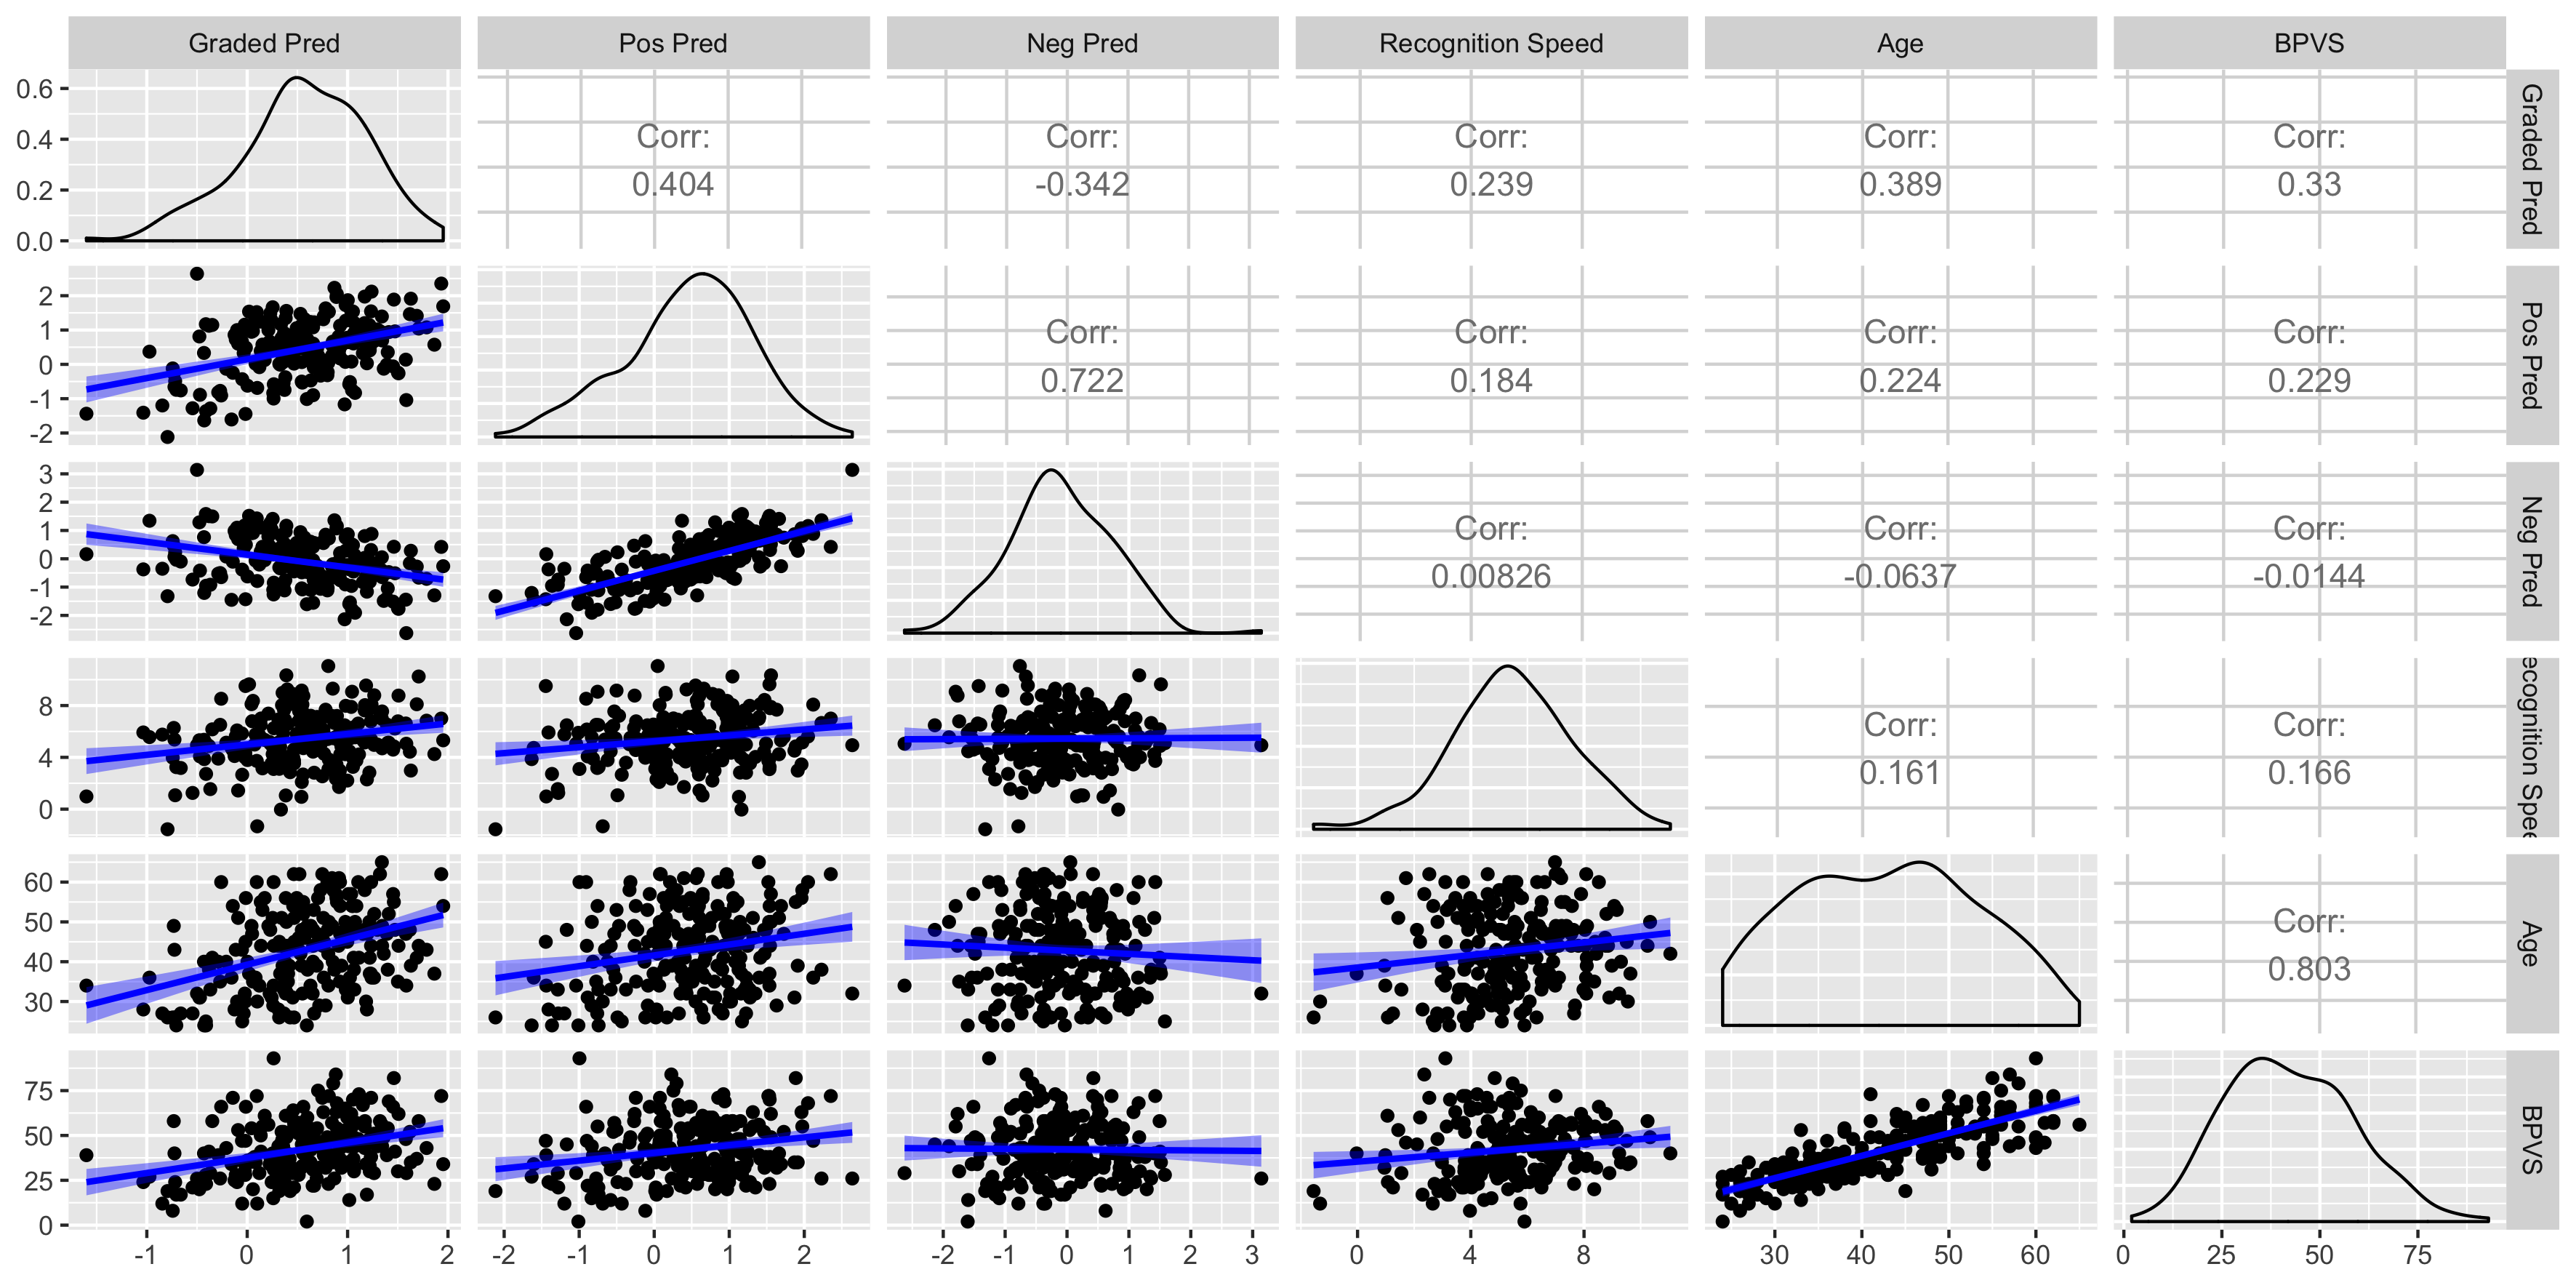 Graded Pred Pos Pred Neg Pred Recognition Speed Age BPVS
0.6
0.4
0.2
0.0
Corr:
0.404
Corr:
-0.342
Corr:
0.239
Corr:
0.389
Corr:
0.33
Graded Pred
2
1
0
-1
-2
Corr:
0.722
Corr:
0.184
Corr:
0.224
Corr:
0.229
Pos Pred
3
2
1
0
-1
-2
Corr:
0.00826
Corr:
-0.0637
Corr:
-0.0144
Neg Pred
8
4
0
Corr:
0.161
Corr:
0.166
ecognition Spee
60
50
40
30
Corr:
0.803
Age
75
50
25
0
BPVS
-1 0 1 2
-2 -1 0 1 2
-2 -1 0 1 2 3
0 4 8
30 40 50 60
0 25 50 75